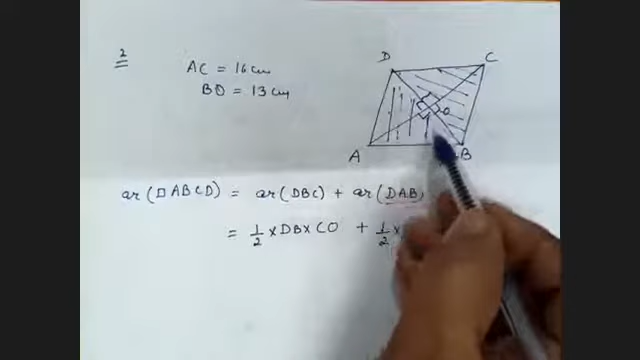 2
AC = 16 cm
BD = 13 cm
D
C
O
A
B
ar (□ ABCD) = ar (DBC) + ar (DAB)
= 1/2 × DB × CO + 1/2 ×